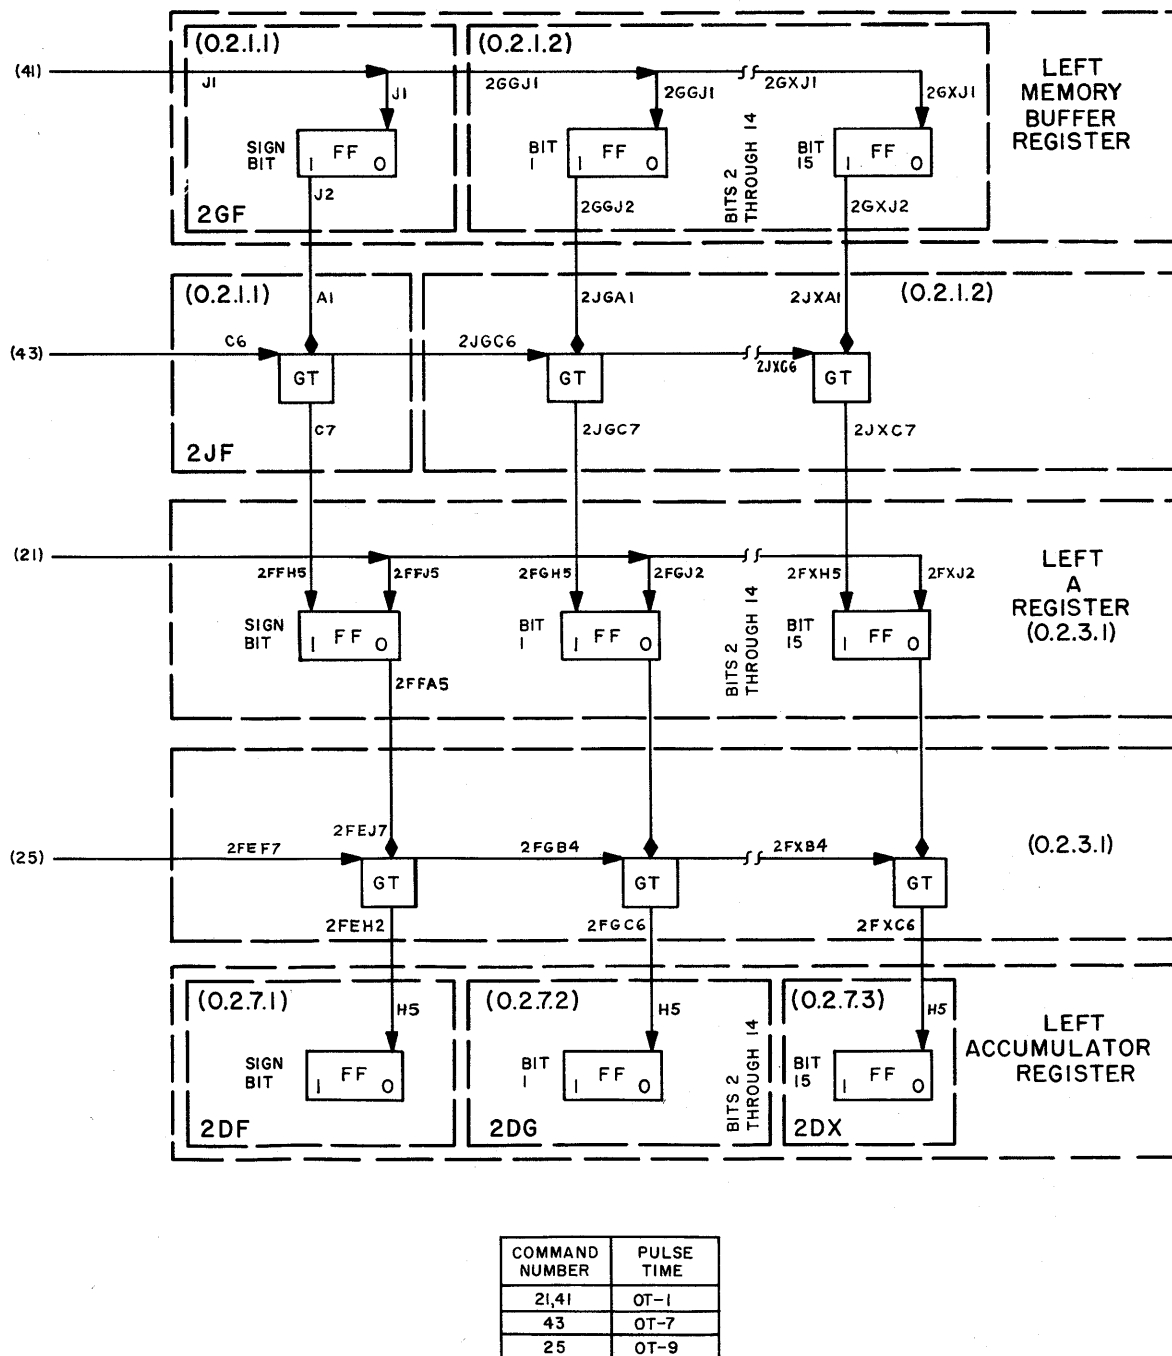 (0.2.1.1)
(0.2.1.2)
(41)
J1
J1
2GGJ1
2GGJ1
2GXJ1
2GXJ1
LEFT
MEMORY
BUFFER
REGISTER
SIGN
BIT
1 FF 0
BIT
1
1 FF 0
BITS 2
THROUGH 14
BIT
15
1 FF 0
J2
2GGJ2
2GXJ2
2GF
(0.2.1.1)
(0.2.1.2)
A1
2JGA1
2JXA1
(43)
C6
2JGC6
2JXC6
GT
GT
GT
C7
2JGC7
2JXC7
2JF
(21)
2FFH5
2FFJ5
2FGH5
2FGJ2
2FXH5
2FXJ2
LEFT
A
REGISTER
(0.2.3.1)
SIGN
BIT
1 FF 0
BIT
1
1 FF 0
BITS 2
THROUGH 14
BIT
15
1 FF 0
2FFA5
2FEJ7
(25)
2FEF7
2FGB4
2FXB4
(0.2.3.1)
GT
GT
GT
2FEH2
2FGC6
2FXC6
(0.2.7.1)
(0.2.7.2)
(0.2.7.3)
H5
H5
H5
LEFT
ACCUMULATOR
REGISTER
SIGN
BIT
1 FF 0
BIT
1
1 FF 0
BITS 2
THROUGH 14
BIT
15
1 FF 0
2DF
2DG
2DX
COMMAND NUMBER PULSE TIME
21,41 OT-1
43 OT-7
25 OT-9